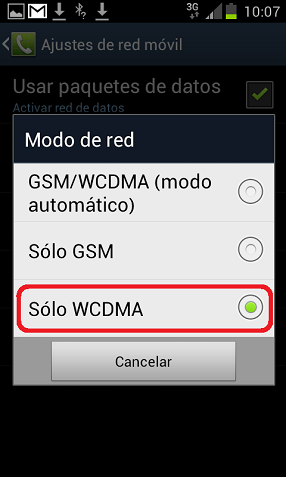 3G
10:07
Ajustes de red móvil
Usar paquetes de datos
Activar red de datos
Modo de red
GSM/WCDMA (modo
automático)
Sólo GSM
Sólo WCDMA
Cancelar